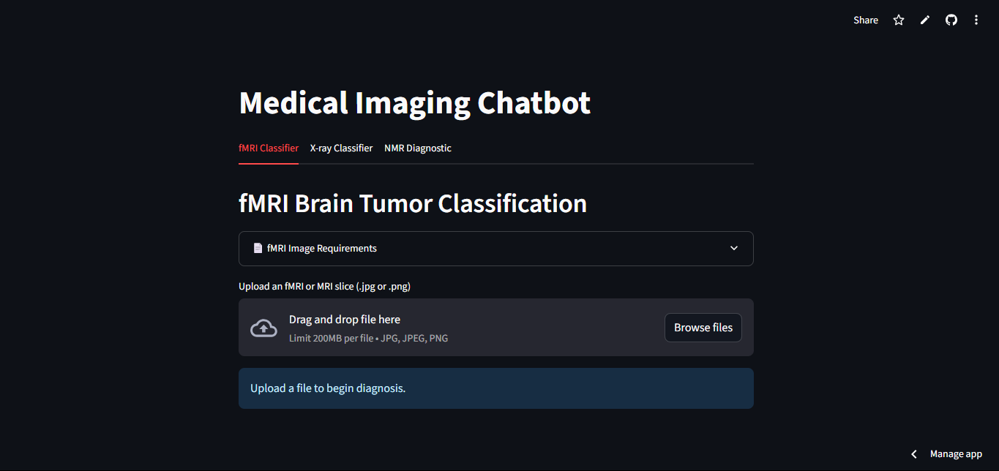 Share
Medical Imaging Chatbot
fMRI Classifier X-ray Classifier NMR Diagnostic
fMRI Brain Tumor Classification
fMRI Image Requirements
Upload an fMRI or MRI slice (.jpg or .png)
Drag and drop file here
Limit 200MB per file • JPG, JPEG, PNG
Browse files
Upload a file to begin diagnosis.
Manage app